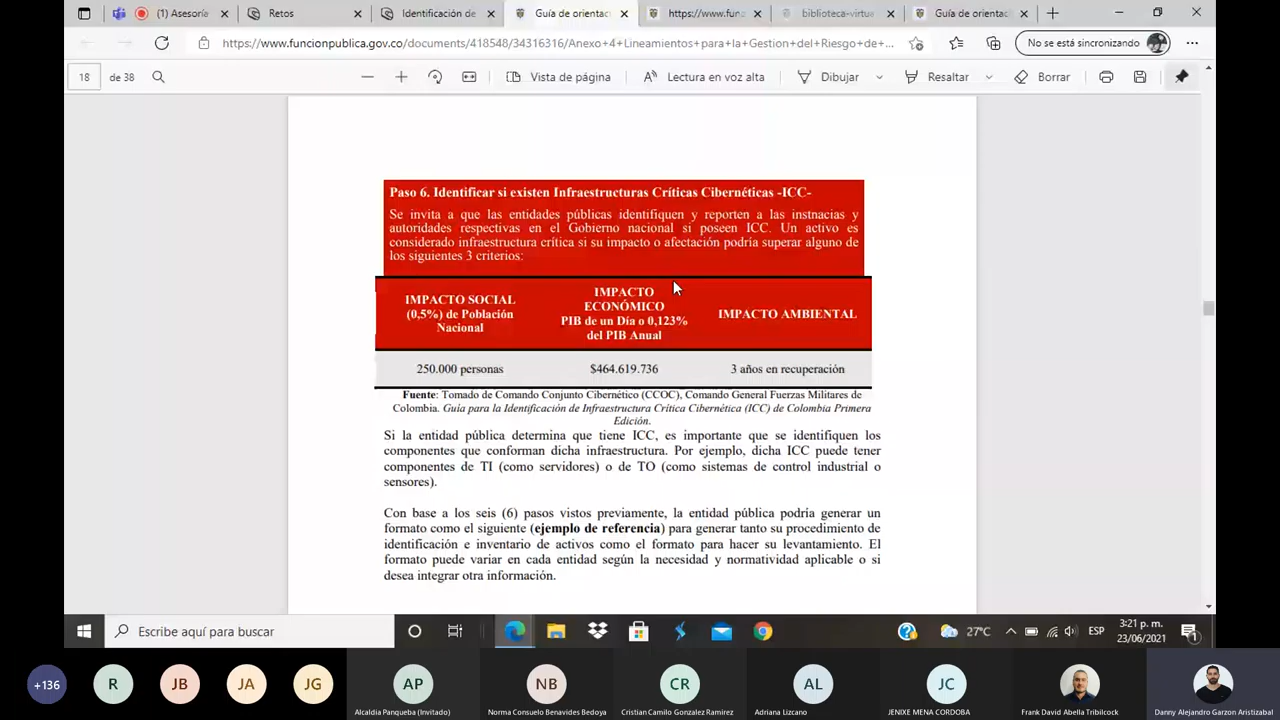 (1) Asesoría
Retos
Identificación de
Guía de orientac
https://www.func
biblioteca-virtua
Guía de orientac
https://www.funcionpublica.gov.co/documents/418548/34316316/Anexo+4+Lineamientos+para+la+Gestion+del+Riesgo+de+...
No se está sincronizando
18 de 38
Vista de página
Lectura en voz alta
Dibujar
Resaltar
Borrar
Paso 6. Identificar si existen Infraestructuras Críticas Cibernéticas -ICC-
Se invita a que las entidades públicas identifiquen y reporten a las instnacias y
autoridades respectivas en el Gobierno nacional si poseen ICC. Un activo es
considerado infraestructura crítica si su impacto o afectación podría superar alguno de
los siguientes 3 criterios:
IMPACTO SOCIAL
(0,5%) de Población
Nacional
IMPACTO
ECONÓMICO
PIB de un Día o 0,123%
del PIB Anual
IMPACTO AMBIENTAL
250.000 personas
$464.619.736
3 años en recuperación
Fuente: Tomado de Comando Conjunto Cibernético (CCOC), Comando General Fuerzas Militares de
Colombia. Guía para la Identificación de Infraestructura Crítica Cibernética (ICC) de Colombia Primera
Edición.
Si la entidad pública determina que tiene ICC, es importante que se identifiquen los
componentes que conforman dicha infraestructura. Por ejemplo, dicha ICC puede tener
componentes de TI (como servidores) o de TO (como sistemas de control industrial o
sensores).
Con base a los seis (6) pasos vistos previamente, la entidad pública podría generar un
formato como el siguiente (ejemplo de referencia) para generar tanto su procedimiento de
identificación e inventario de activos como el formato para hacer su levantamiento. El
formato puede variar en cada entidad según la necesidad y normatividad aplicable o si
desea integrar otra información.
Escribe aquí para buscar
27°C
ESP
3:21 p. m.
23/06/2021
1
+136
R
JB
JA
JG
AP
NB
CR
AL
JC
Alcaldia Panqueba (Invitado)
Norma Consuelo Benavides Bedoya
Cristian Camilo Gonzalez Ramirez
Adriana Lizcano
JENIXE MENA CORDOBA
Frank David Abella Tribilcock
Danny Alejandro Garzon Aristizabal